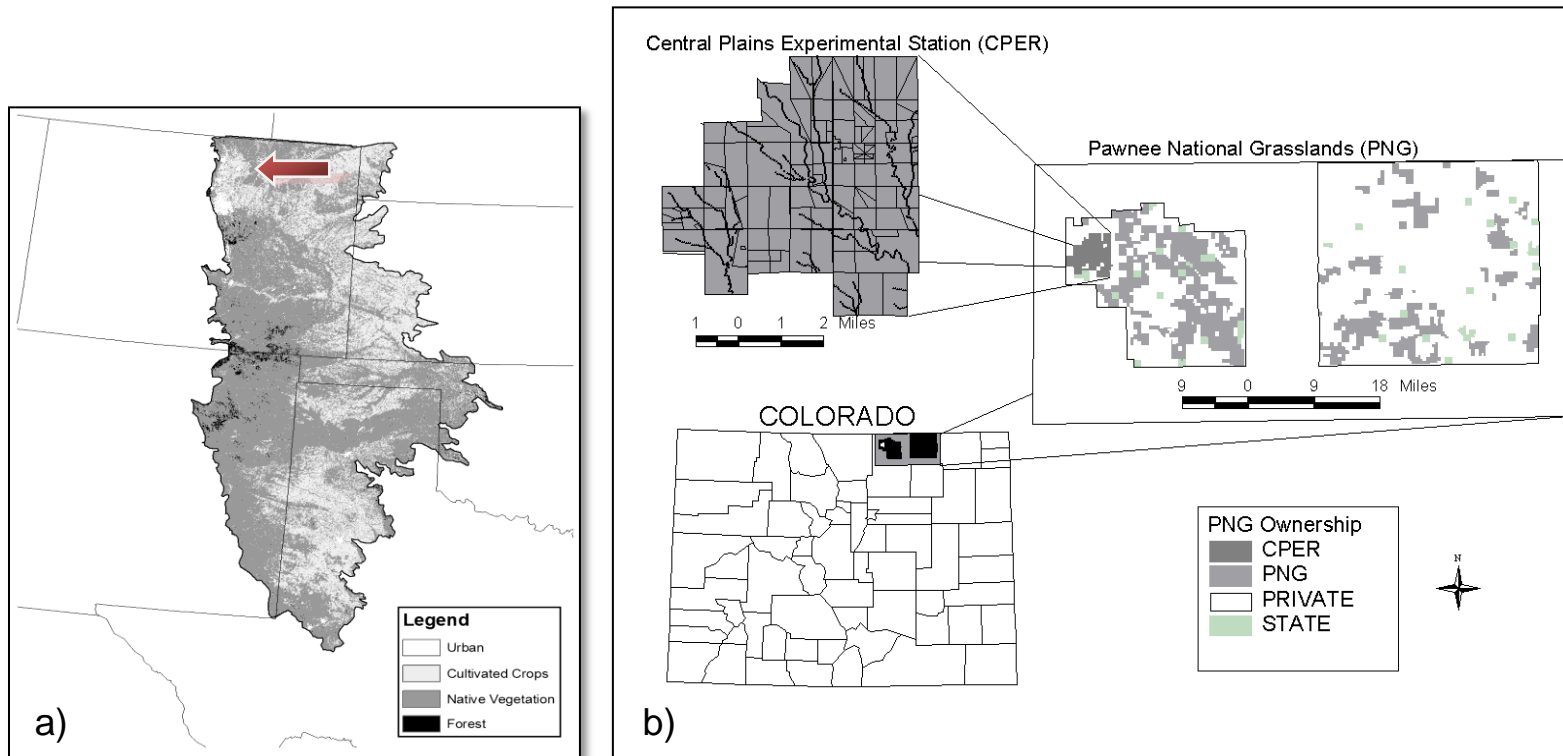 Legend
Urban
Cultivated Crops
Native Vegetation
Forest
a)
Central Plains Experimental Station (CPER)
1 0 1 2 Miles
Pawnee National Grasslands (PNG)
9 0 9 18 Miles
COLORADO
PNG Ownership
CPER
PNG
PRIVATE
STATE
N
b)